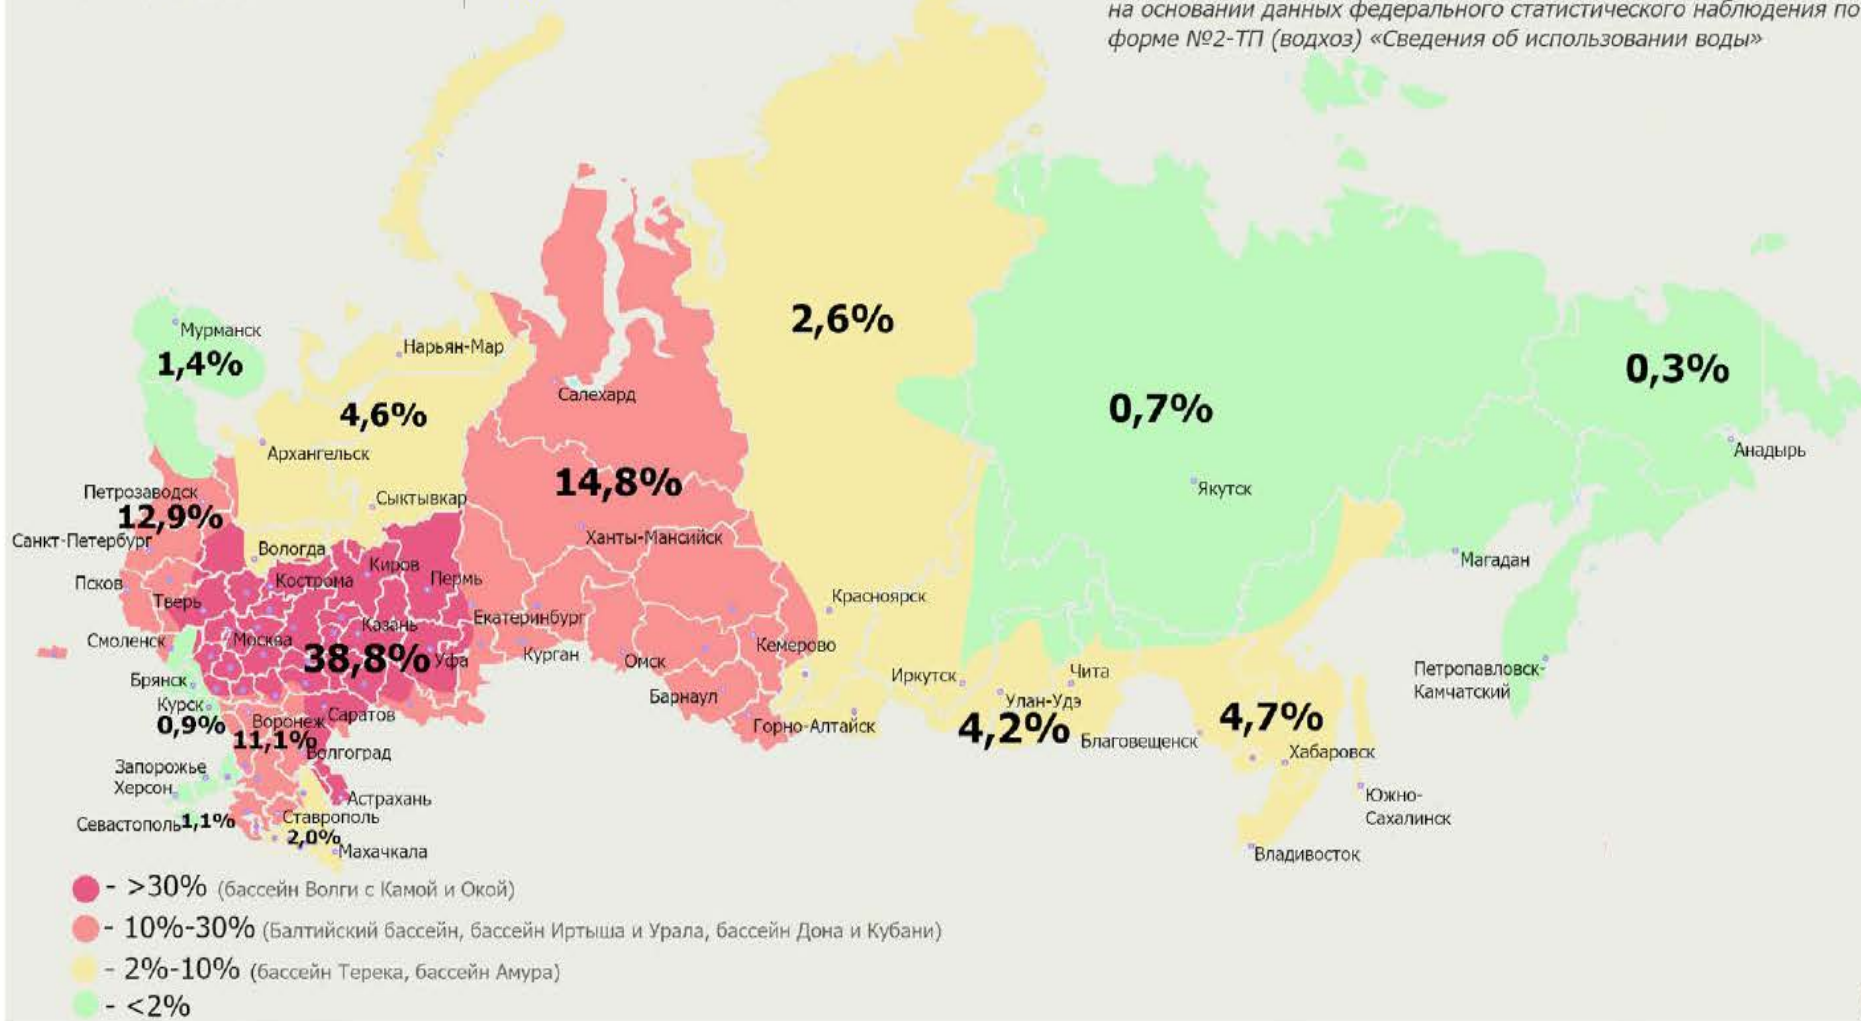 на основании данных федерального статистического наблюдения по
форме №2-ТП (водхоз) «Сведения об использовании воды»
Мурманск
1,4%
Нарьян-Мар
2,6%
0,3%
Салехард
4,6%
0,7%
Архангельск
Анадырь
14,8%
Петрозаводск
Сыктывкар
Якутск
12,9%
Санкт-Петербург
Ханты-Мансийск
Вологда
Магадан
Киров
Псков
Кострома
Пермь
Тверь
Красноярск
Екатеринбург
Казань
Смоленск
Москва
Кемерово
38,8%
Уфа
Курган
Омск
Петропавловск-
Камчатский
Брянск
Иркутск
Чита
Барнаул
Улан-Удэ
Курск
0,9%
Воронеж
Саратов
Горно-Алтайск
4,2%
4,7%
11,1%
Благовещенск
Волгоград
Хабаровск
Запорожье
Херсон
Астрахань
Южно-
Сахалинск
Севастополь
1,1%
Ставрополь
2,0%
Махачкала
Владивосток
- >30% (бассейн Волги с Камой и Окой)
- 10%-30% (Балтийский бассейн, бассейн Иртыша и Урала, бассейн Дона и Кубани)
- 2%-10% (бассейн Терека, бассейн Амура)
- <2%